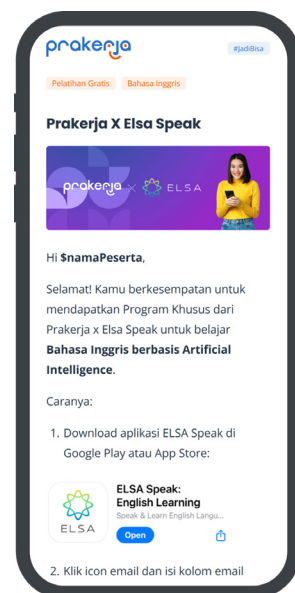 prakerja
#JadiBisa
Pelatihan Gratis
Bahasa Inggris
Prakerja X Elsa Speak
prakerja × ELSA
Hi $namaPeserta,
Selamat! Kamu berkesempatan untuk
mendapatkan Program Khusus dari
Prakerja x Elsa Speak untuk belajar
Bahasa Inggris berbasis Artificial
Intelligence.
Caranya:
1. Download aplikasi ELSA Speak di
Google Play atau App Store:
ELSA Speak:
English Learning
Speak & Learn English Langu...
ELSA
Open
2. Klik icon email dan isi kolom email